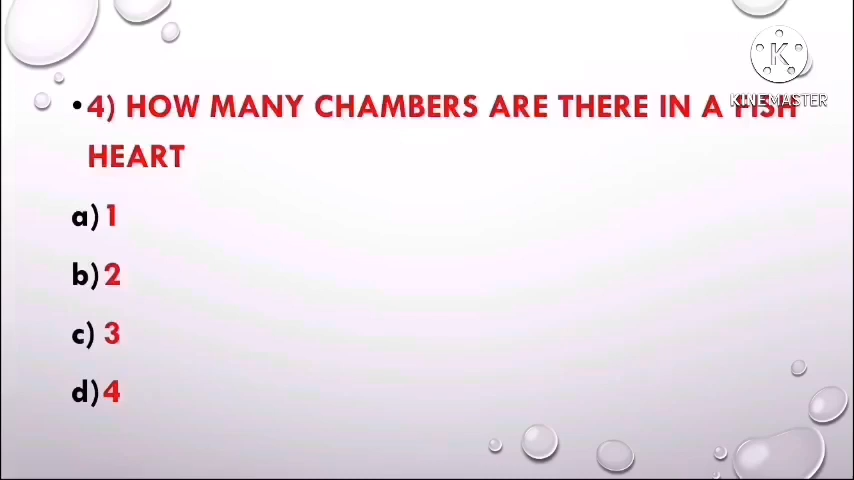 K
KINEMASTER
•4) HOW MANY CHAMBERS ARE THERE IN A FISH
HEART
a) 1
b) 2
c) 3
d) 4